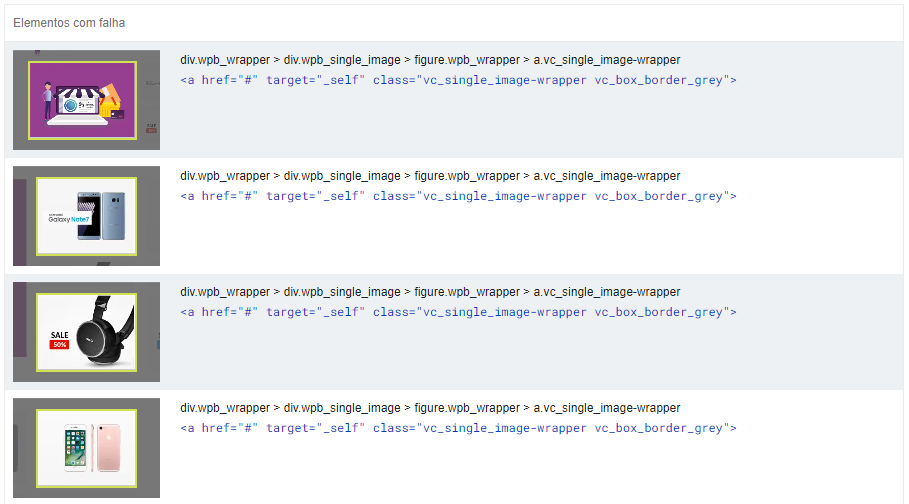 Elementos com falha
div.wpb_wrapper > div.wpb_single_image > figure.wpb_wrapper > a.vc_single_image-wrapper
<a href="#" target="_self" class="vc_single_image-wrapper vc_box_border_grey">
div.wpb_wrapper > div.wpb_single_image > figure.wpb_wrapper > a.vc_single_image-wrapper
<a href="#" target="_self" class="vc_single_image-wrapper vc_box_border_grey">
Galaxy Note7
div.wpb_wrapper > div.wpb_single_image > figure.wpb_wrapper > a.vc_single_image-wrapper
<a href="#" target="_self" class="vc_single_image-wrapper vc_box_border_grey">
SALE
50%
div.wpb_wrapper > div.wpb_single_image > figure.wpb_wrapper > a.vc_single_image-wrapper
<a href="#" target="_self" class="vc_single_image-wrapper vc_box_border_grey">